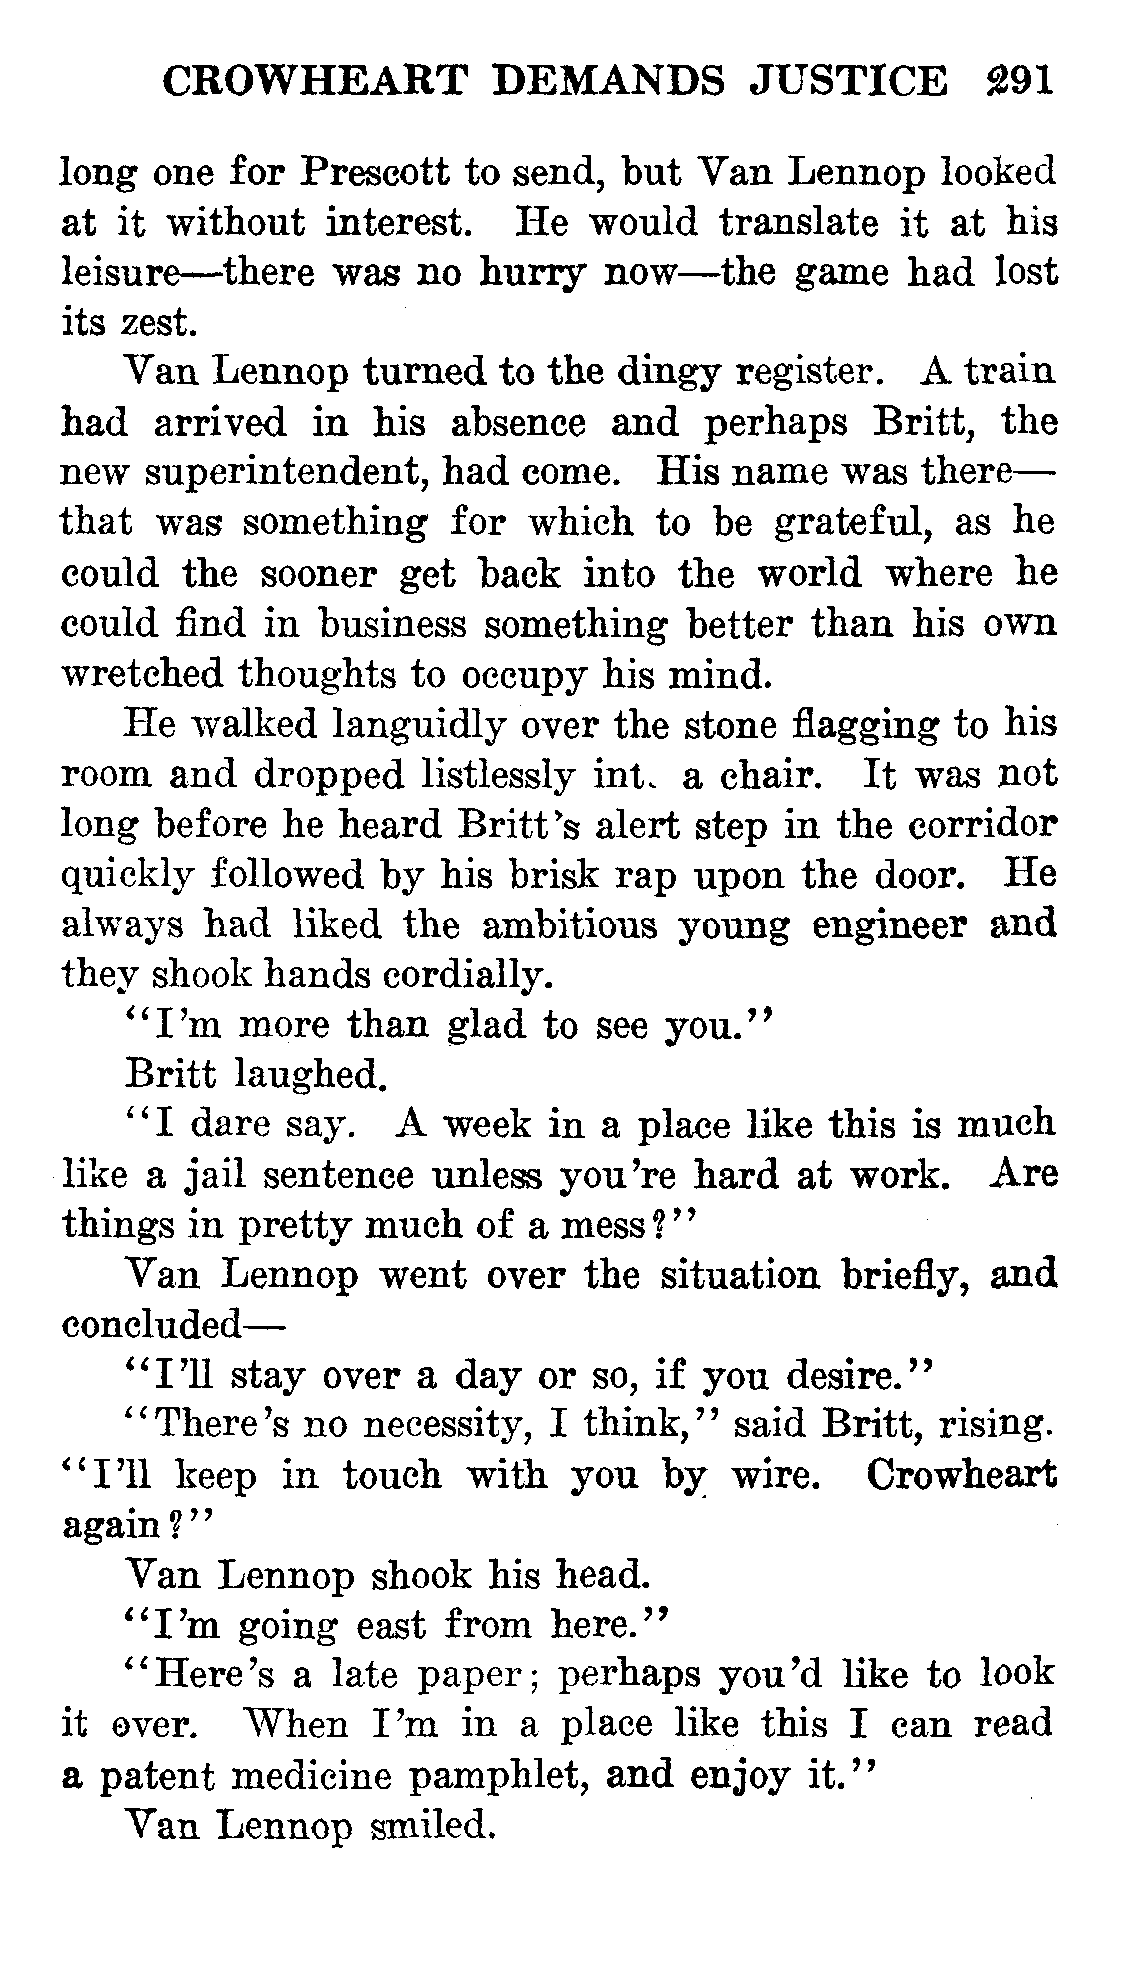 CROWHEART DEMANDS JUSTICE 291
long one for Prescott to send, but Van Lennop looked
at it without interest. He would translate it at his
leisure—there was no hurry now—the game had lost
its zest.
Van Lennop turned to the dingy register. A train
had arrived in his absence and perhaps Britt, the
new superintendent, had come. His name was there—
that was something for which to be grateful, as he
could the sooner get back into the world where he
could find in business something better than his own
wretched thoughts to occupy his mind.
He walked languidly over the stone flagging to his
room and dropped listlessly int. a chair. It was not
long before he heard Britt's alert step in the corridor
quickly followed by his brisk rap upon the door. He
always had liked the ambitious young engineer and
they shook hands cordially.
"I'm more than glad to see you."
Britt laughed.
"I dare say. A week in a place like this is much
like a jail sentence unless you're hard at work. Are
things in pretty much of a mess?"
Van Lennop went over the situation briefly, and
concluded—
"I'll stay over a day or so, if you desire."
"There's no necessity, I think," said Britt, rising.
"I'll keep in touch with you by wire. Crowheart
again?"
Van Lennop shook his head.
"I'm going east from here."
"Here's a late paper; perhaps you'd like to look
it over. When I'm in a place like this I can read
a patent medicine pamphlet, and enjoy it."
Van Lennop smiled.